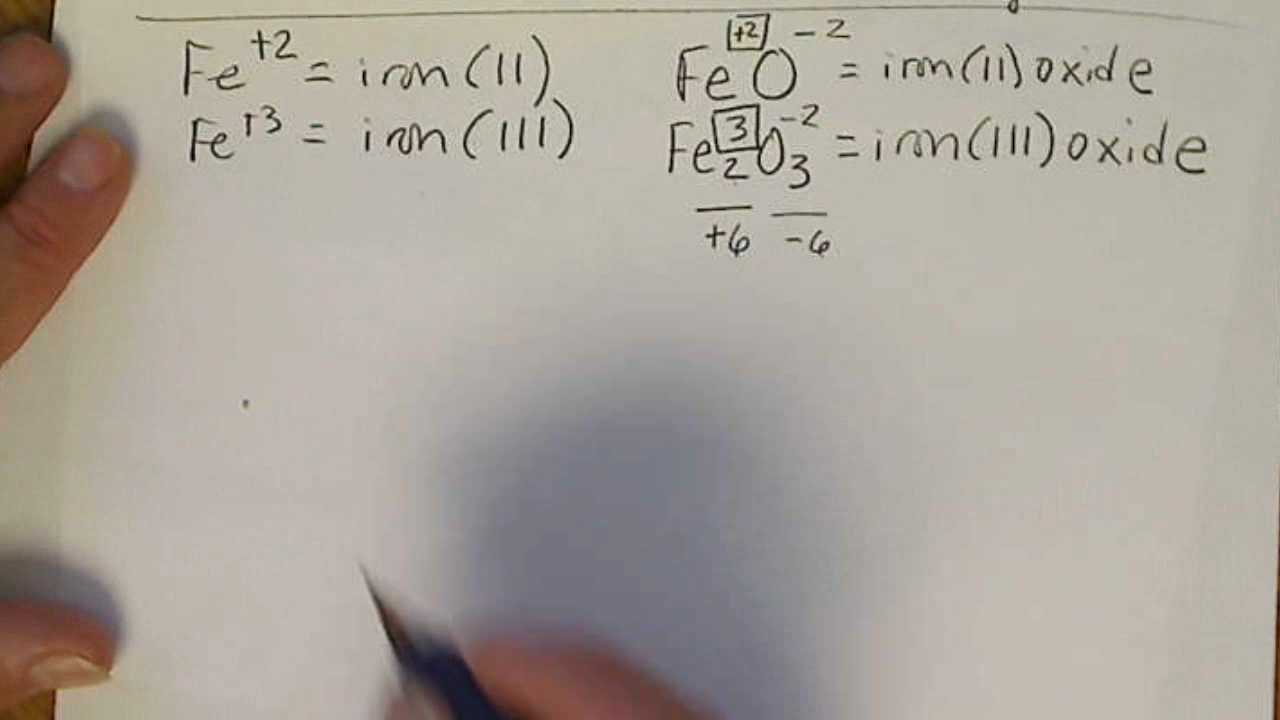 Fe⁺² = iron (II)
Fe⁺³ = iron (III)
+2 -2
FeO = iron (II) oxide
3 -2
Fe₂O₃ = iron (III) oxide
+6 -6